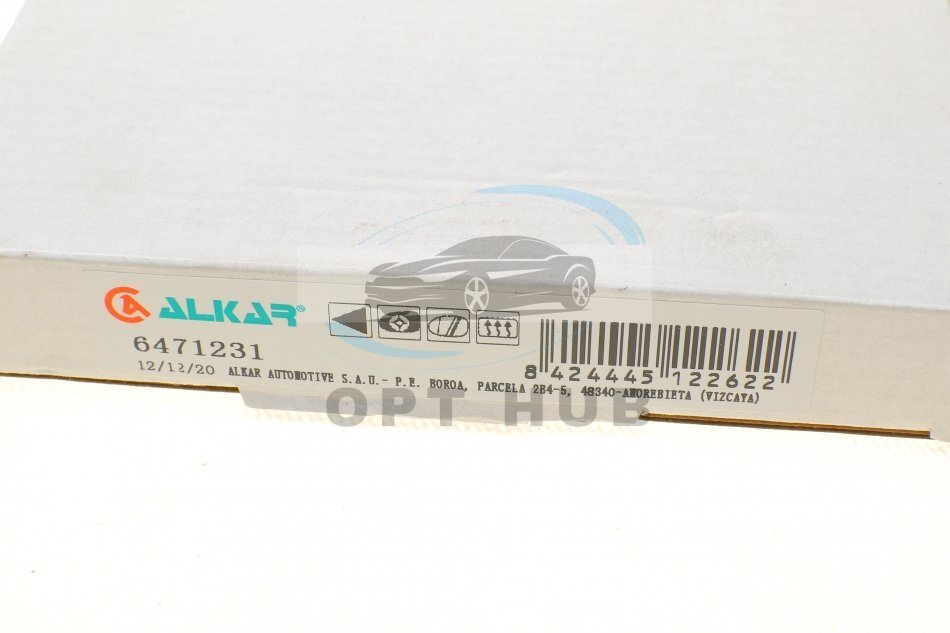 ALKAR®
6471231
12/12/20 ALKAR AUTOMOTIVE S.A.U.- P.E. BOROA, PARCELA 2B4-5, 48340-AMOREBIETA (VIZCAYA)
8 424445 122622
OPT HUB